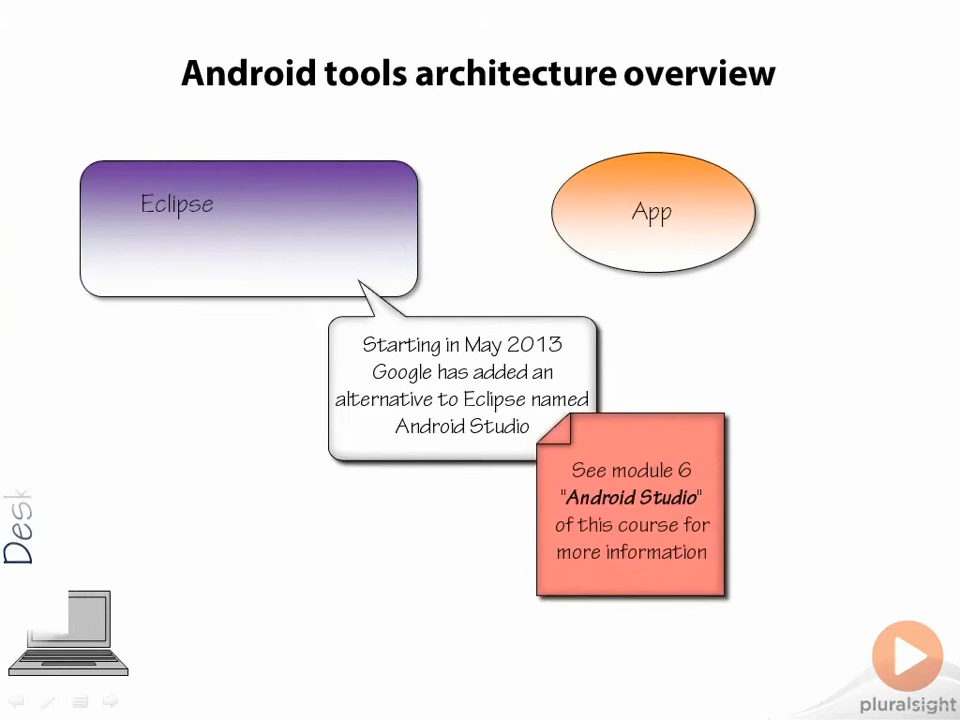 Android tools architecture overview
Eclipse
App
Starting in May 2013
Google has added an
alternative to Eclipse named
Android Studio
See module 6
"Android Studio"
of this course for
more information
Desk
pluralsight